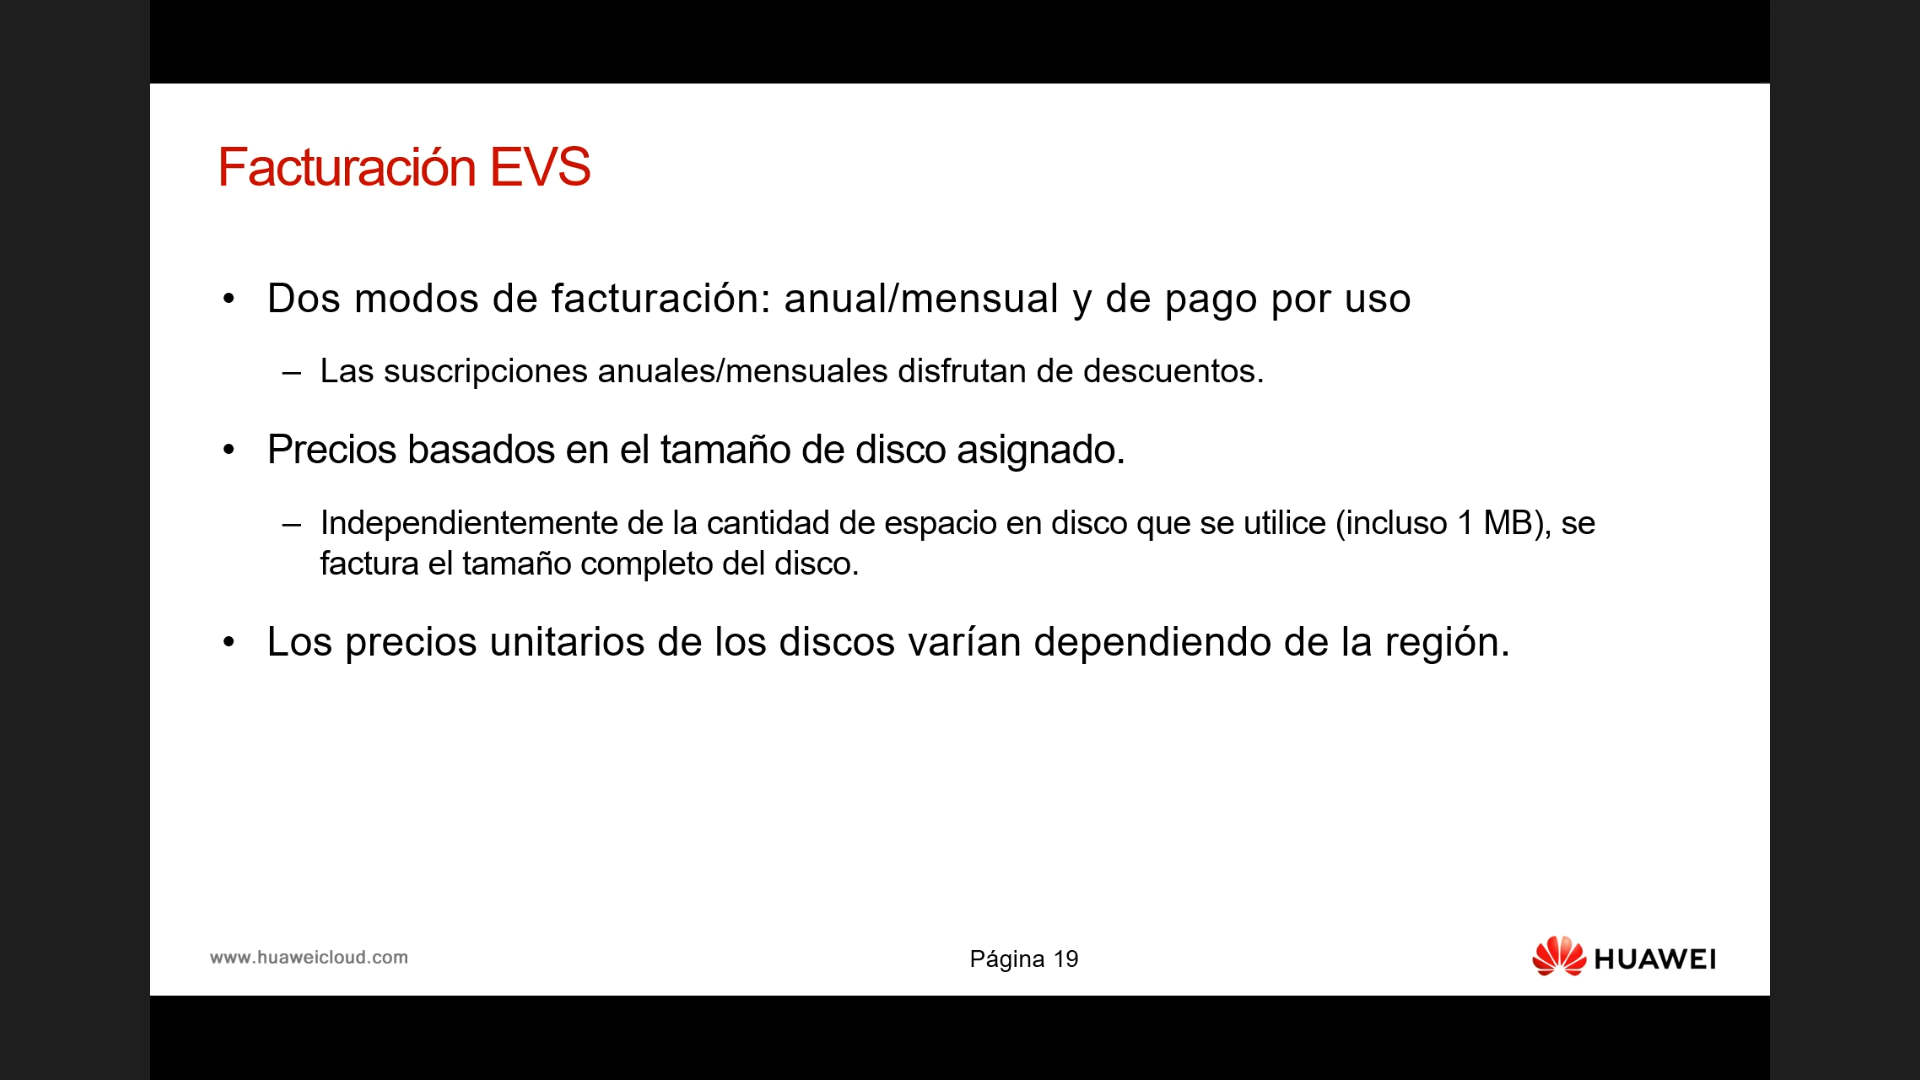 Facturación EVS
• Dos modos de facturación: anual/mensual y de pago por uso
– Las suscripciones anuales/mensuales disfrutan de descuentos.
• Precios basados en el tamaño de disco asignado.
– Independientemente de la cantidad de espacio en disco que se utilice (incluso 1 MB), se
factura el tamaño completo del disco.
• Los precios unitarios de los discos varían dependiendo de la región.
www.huaweicloud.com
Página 19
HUAWEI